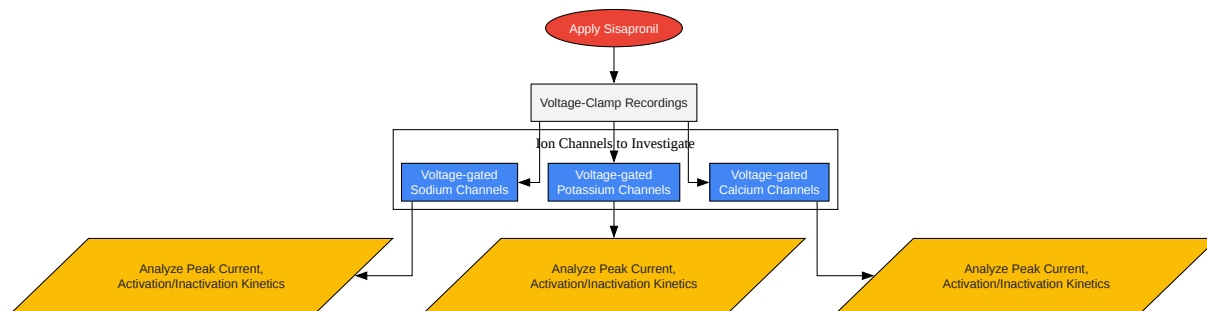 Apply Sisapronil
Voltage-Clamp Recordings
Ion Channels to Investigate
Voltage-gated
Sodium Channels
Voltage-gated
Potassium Channels
Voltage-gated
Calcium Channels
Analyze Peak Current,
Activation/Inactivation Kinetics
Analyze Peak Current,
Activation/Inactivation Kinetics
Analyze Peak Current,
Activation/Inactivation Kinetics